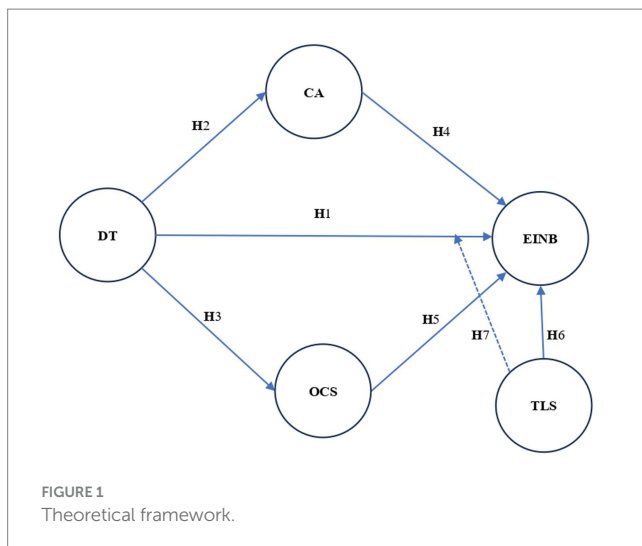 CA
H2
H4
H1
DT
EINB
H3
H5
H7
H6
OCS
TLS
FIGURE 1
Theoretical framework.